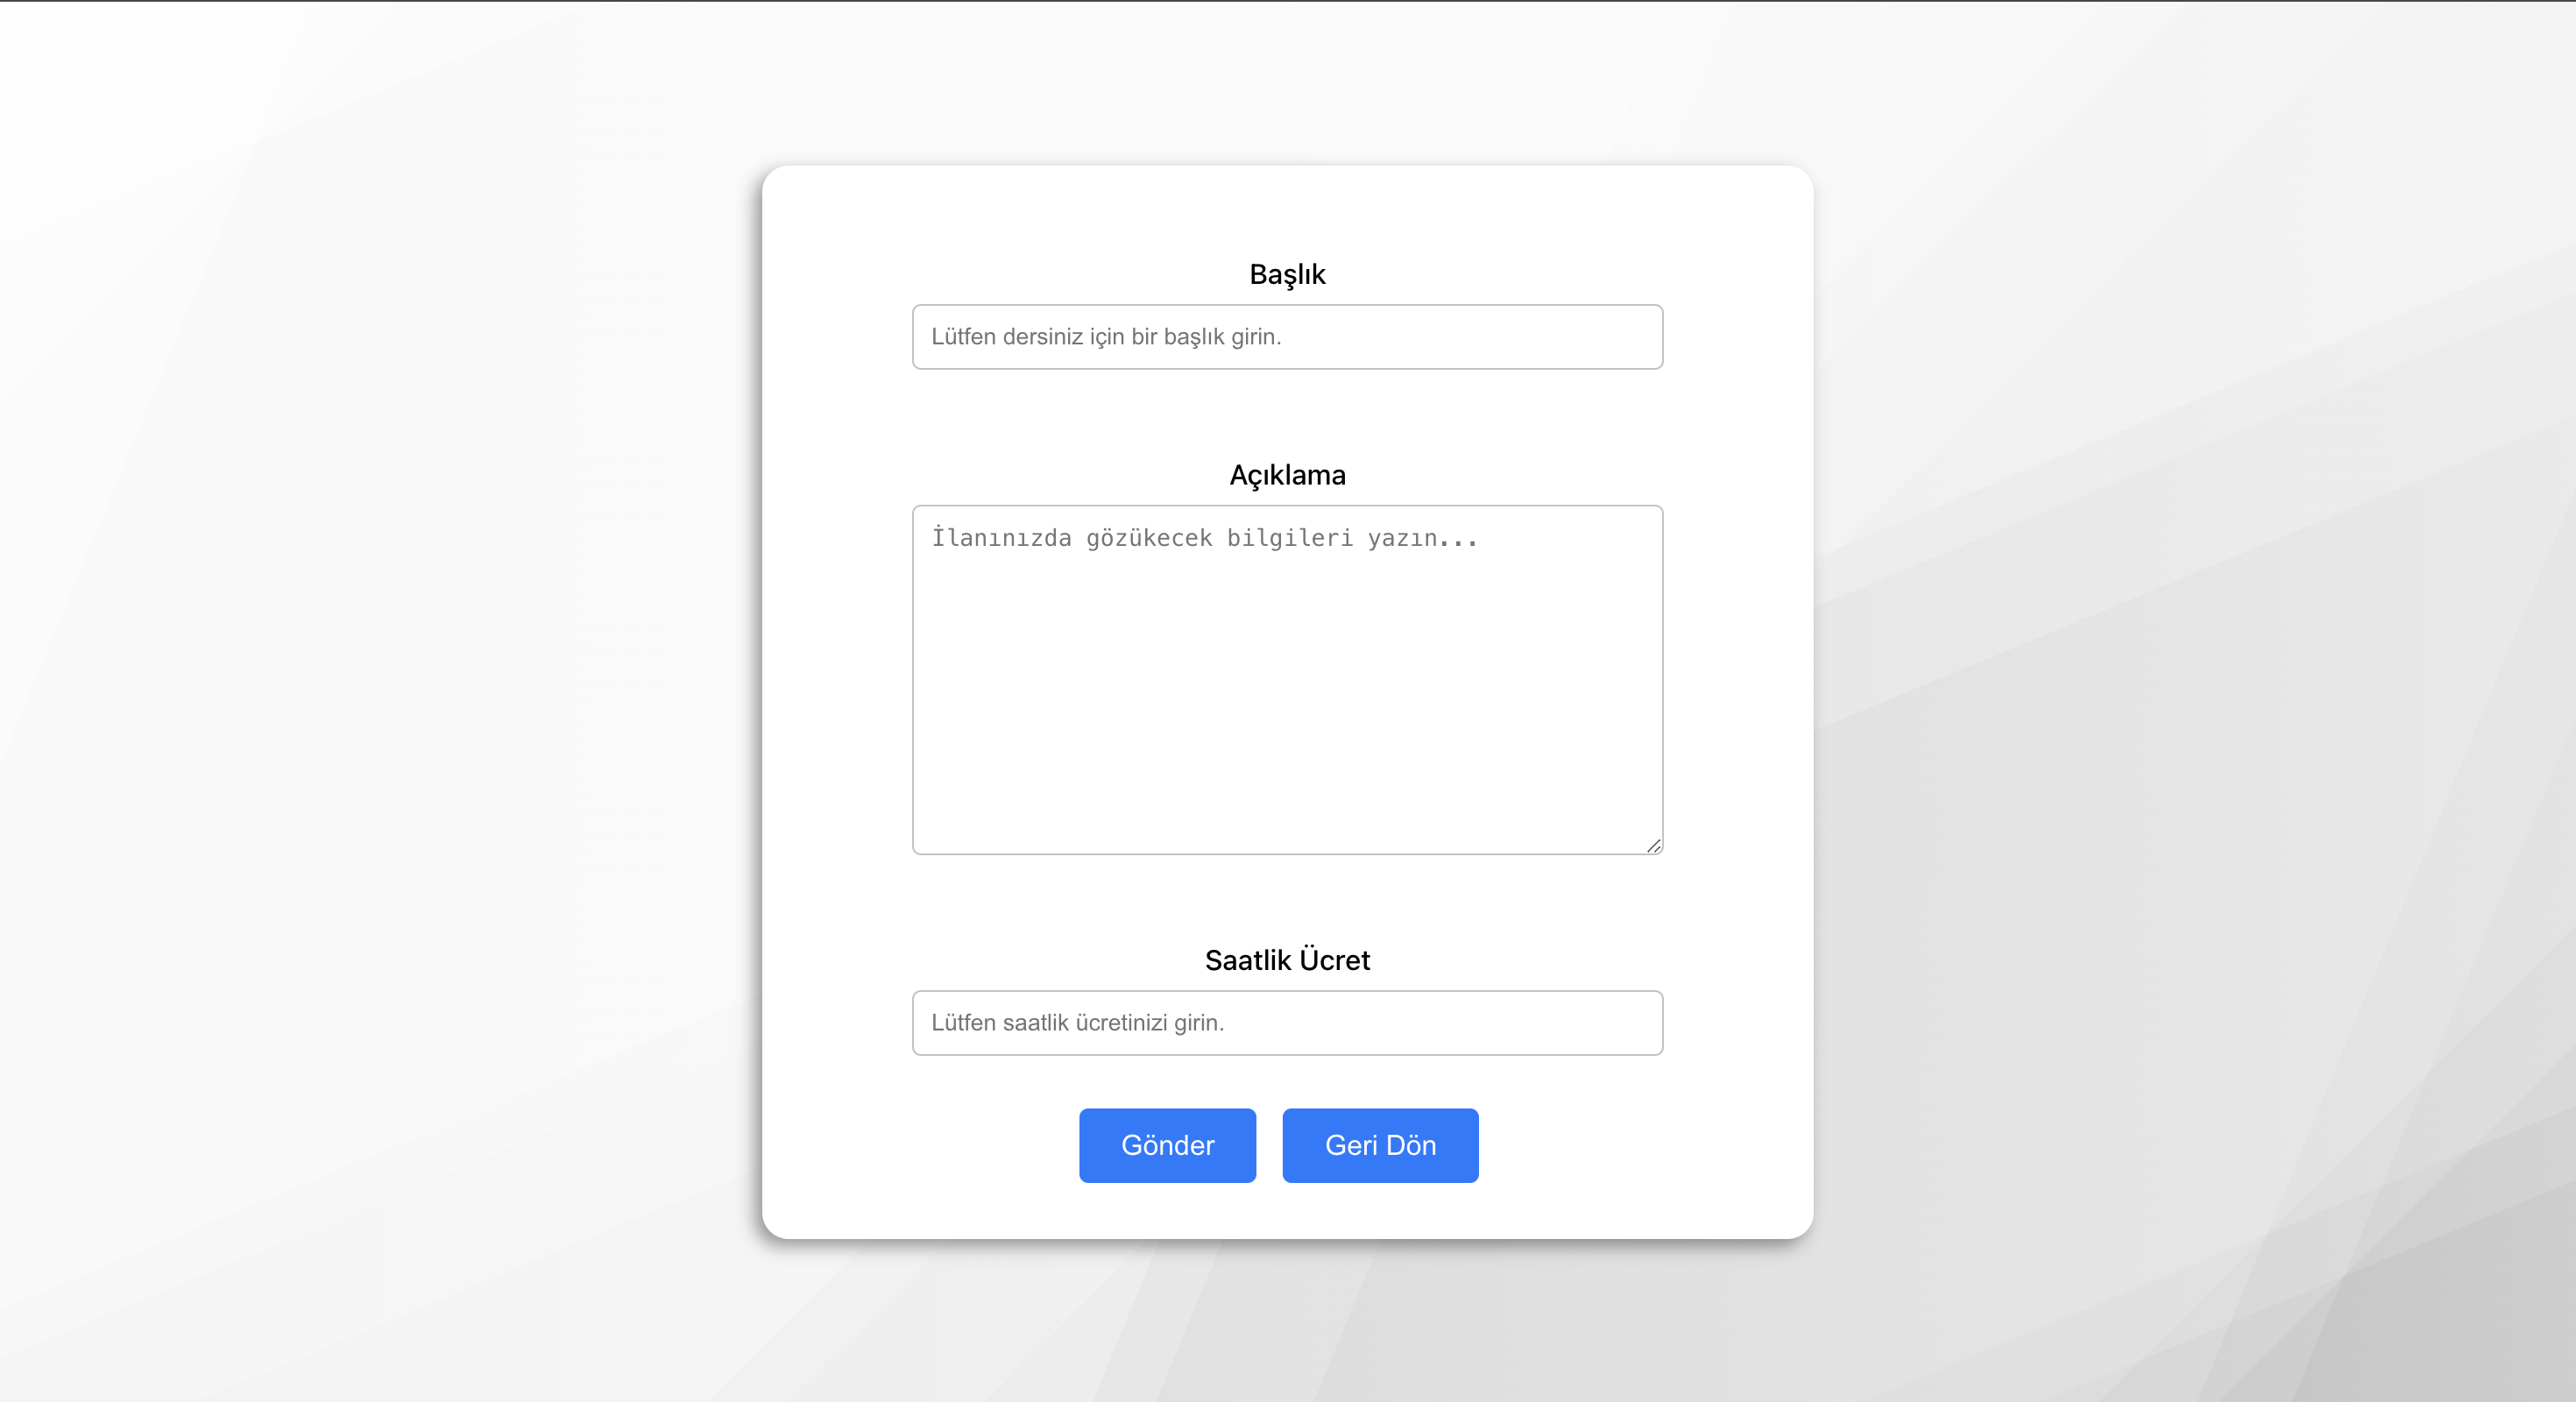 Başlık
Lütfen dersiniz için bir başlık girin.
Açıklama
İlanınızda gözükecek bilgileri yazın...
Saatlik Ücret
Lütfen saatlik ücretinizi girin.
Gönder
Geri Dön